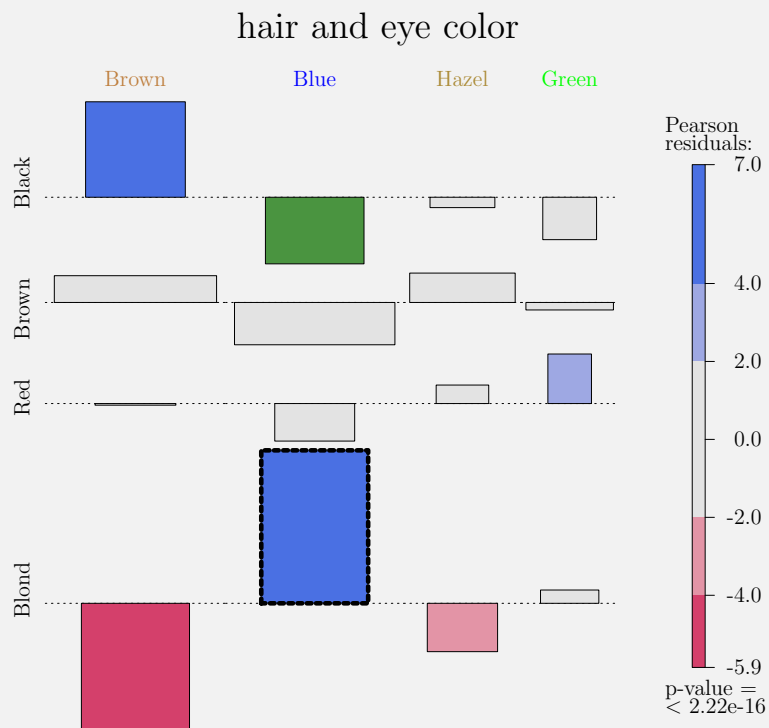 hair and eye color
Brown Blue Hazel Green
Black
Brown
Red
Blond
Pearson
residuals:
7.0
4.0
2.0
0.0
-2.0
-4.0
-5.9
p-value =
< 2.22e-16